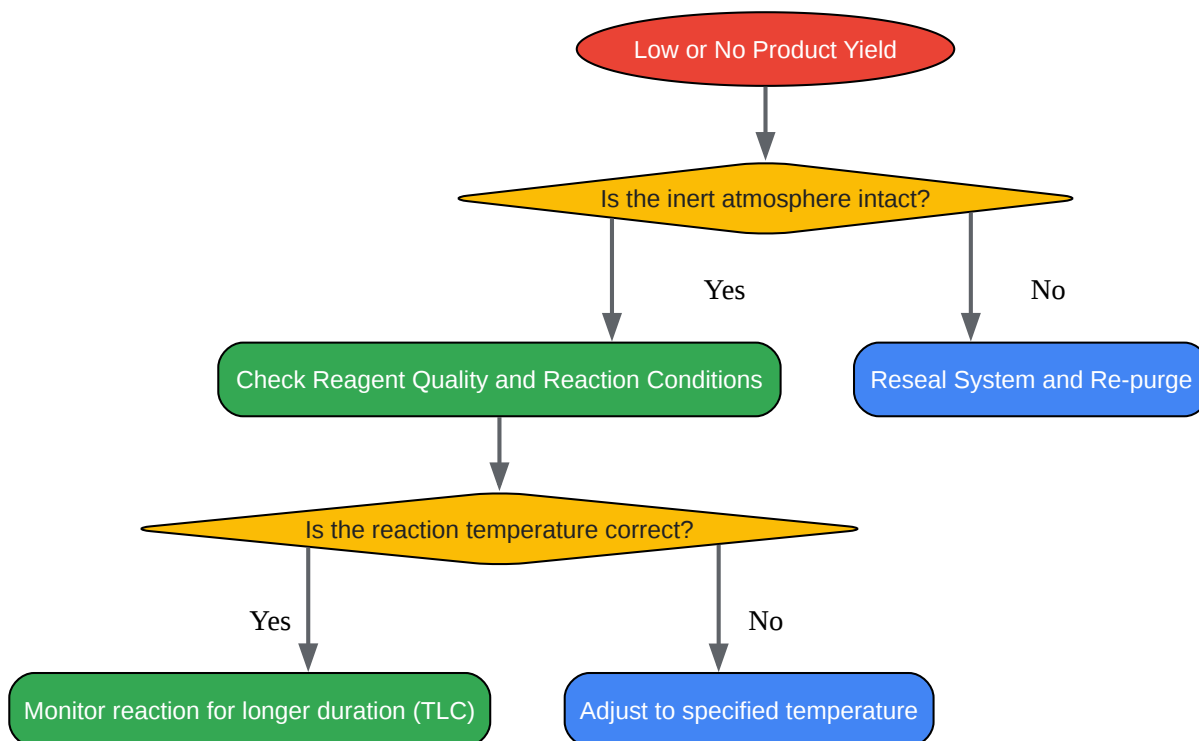 Low or No Product Yield
Is the inert atmosphere intact?
Yes
No
Check Reagent Quality and Reaction Conditions
Reseal System and Re-purge
Is the reaction temperature correct?
Yes
No
Monitor reaction for longer duration (TLC)
Adjust to specified temperature